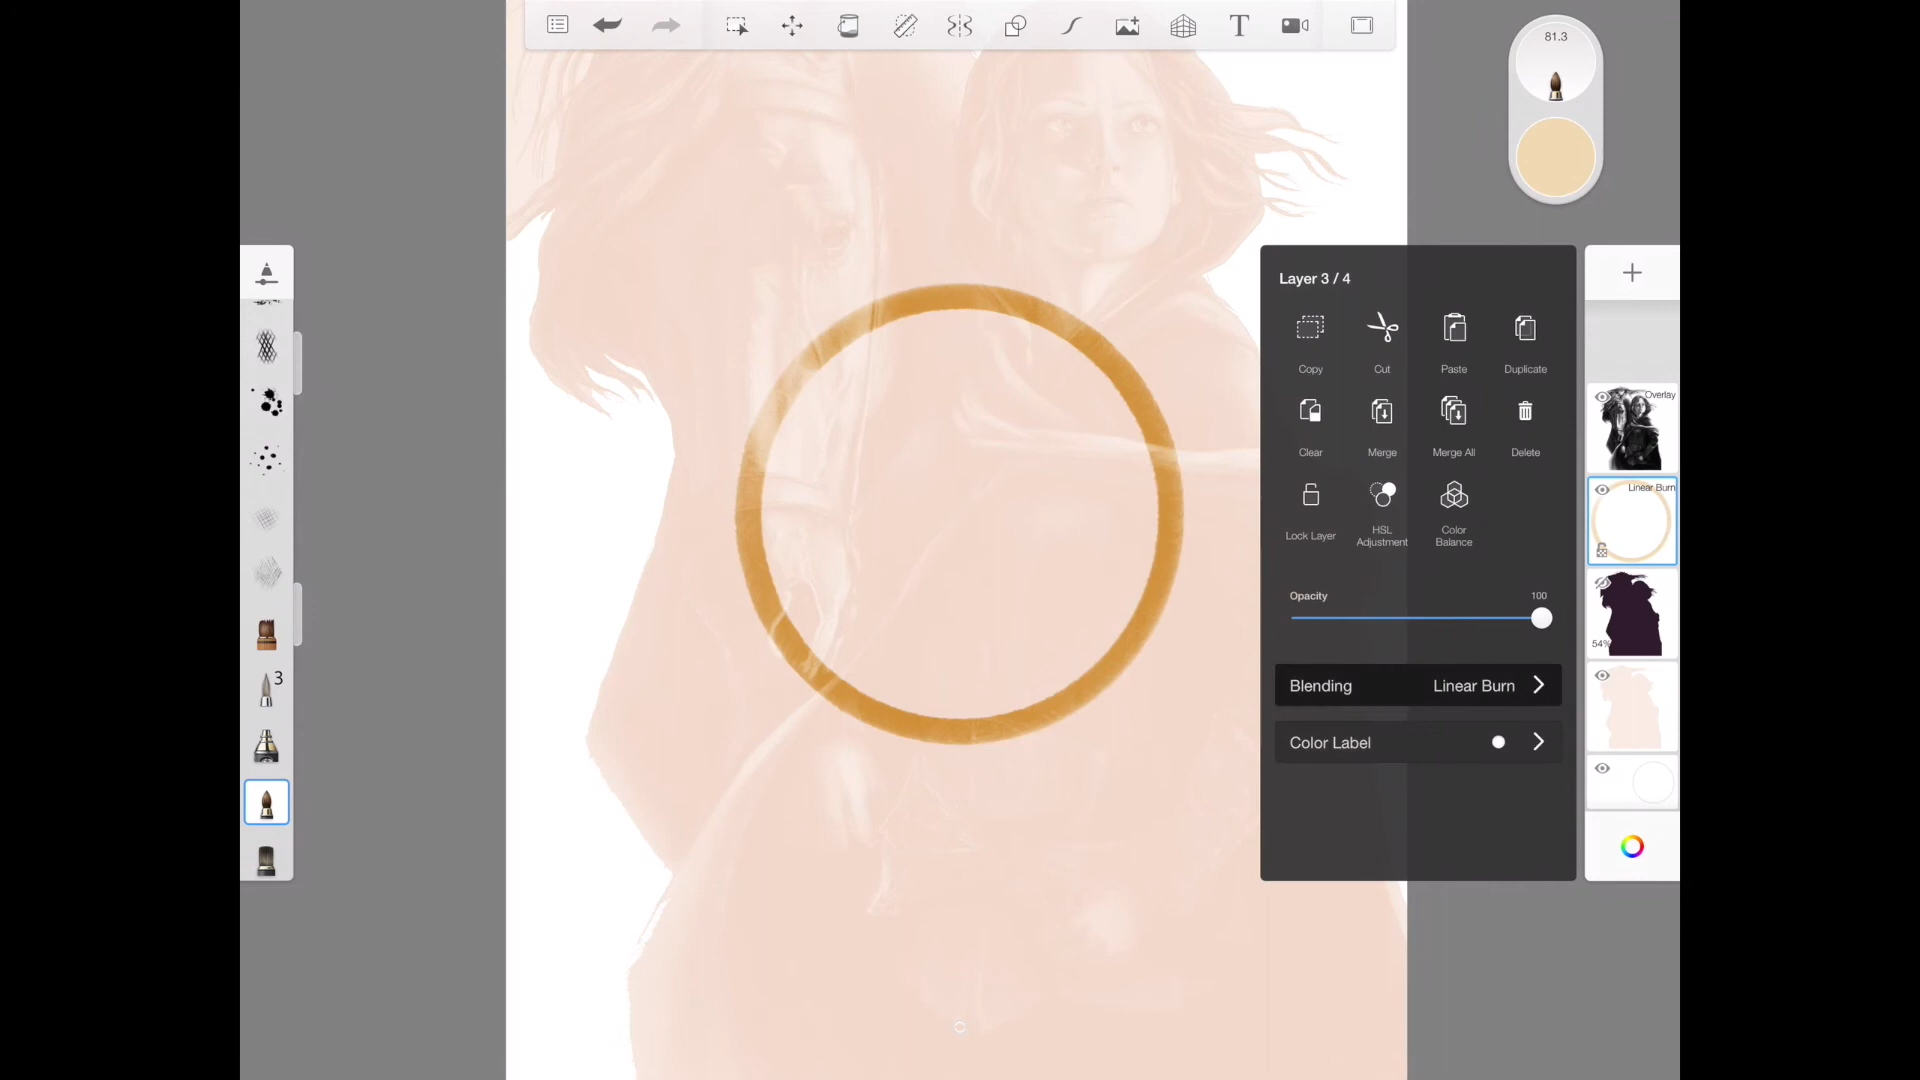 81.3
Layer 3 / 4
Copy
Cut
Paste
Duplicate
Clear
Merge
Merge All
Delete
Lock Layer
HSL
Adjustment
Color
Balance
Opacity
100
Blending
Linear Burn
Color Label
3
T
Overlay
Linear Burn
54%